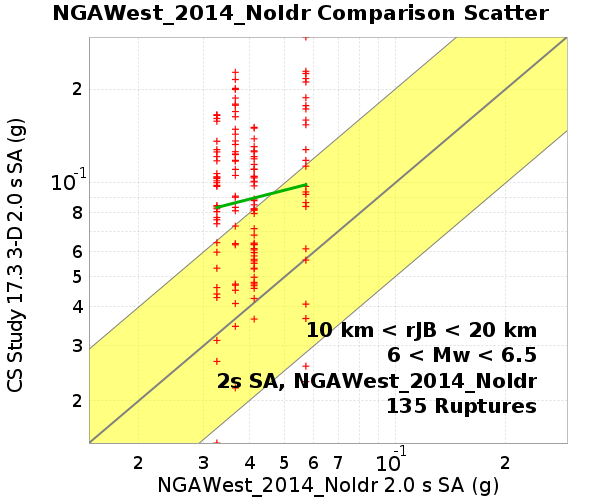 NGAWest_2014_NoIdr Comparison Scatter
CS Study 17.3 3-D 2.0 s SA (g)
2
10⁻¹
8
6
5
4
3
2
10 km < rJB < 20 km
6 < Mw < 6.5
2s SA, NGAWest_2014_NoIdr
135 Ruptures
2 3 4 5 6 7 10⁻¹ 2
NGAWest_2014_NoIdr 2.0 s SA (g)